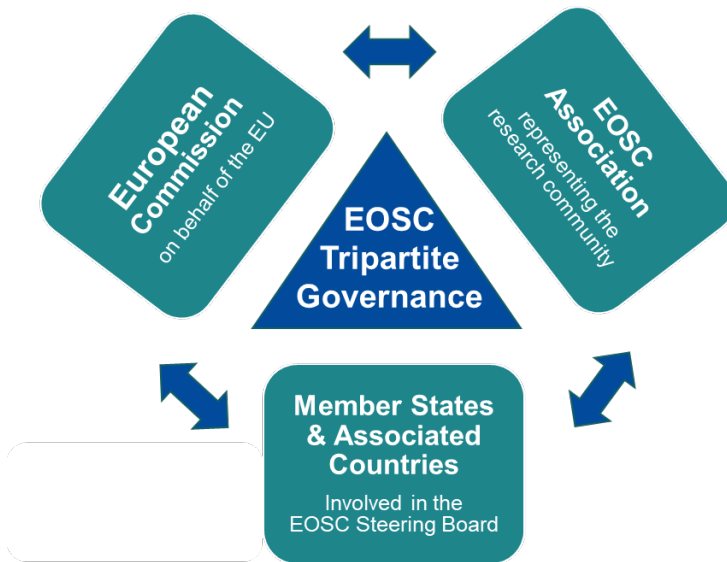 European
Commission
on behalf of the EU
EOSC
Association
representing the
research community
EOSC
Tripartite
Governance
Member States
& Associated
Countries
Involved in the
EOSC Steering Board